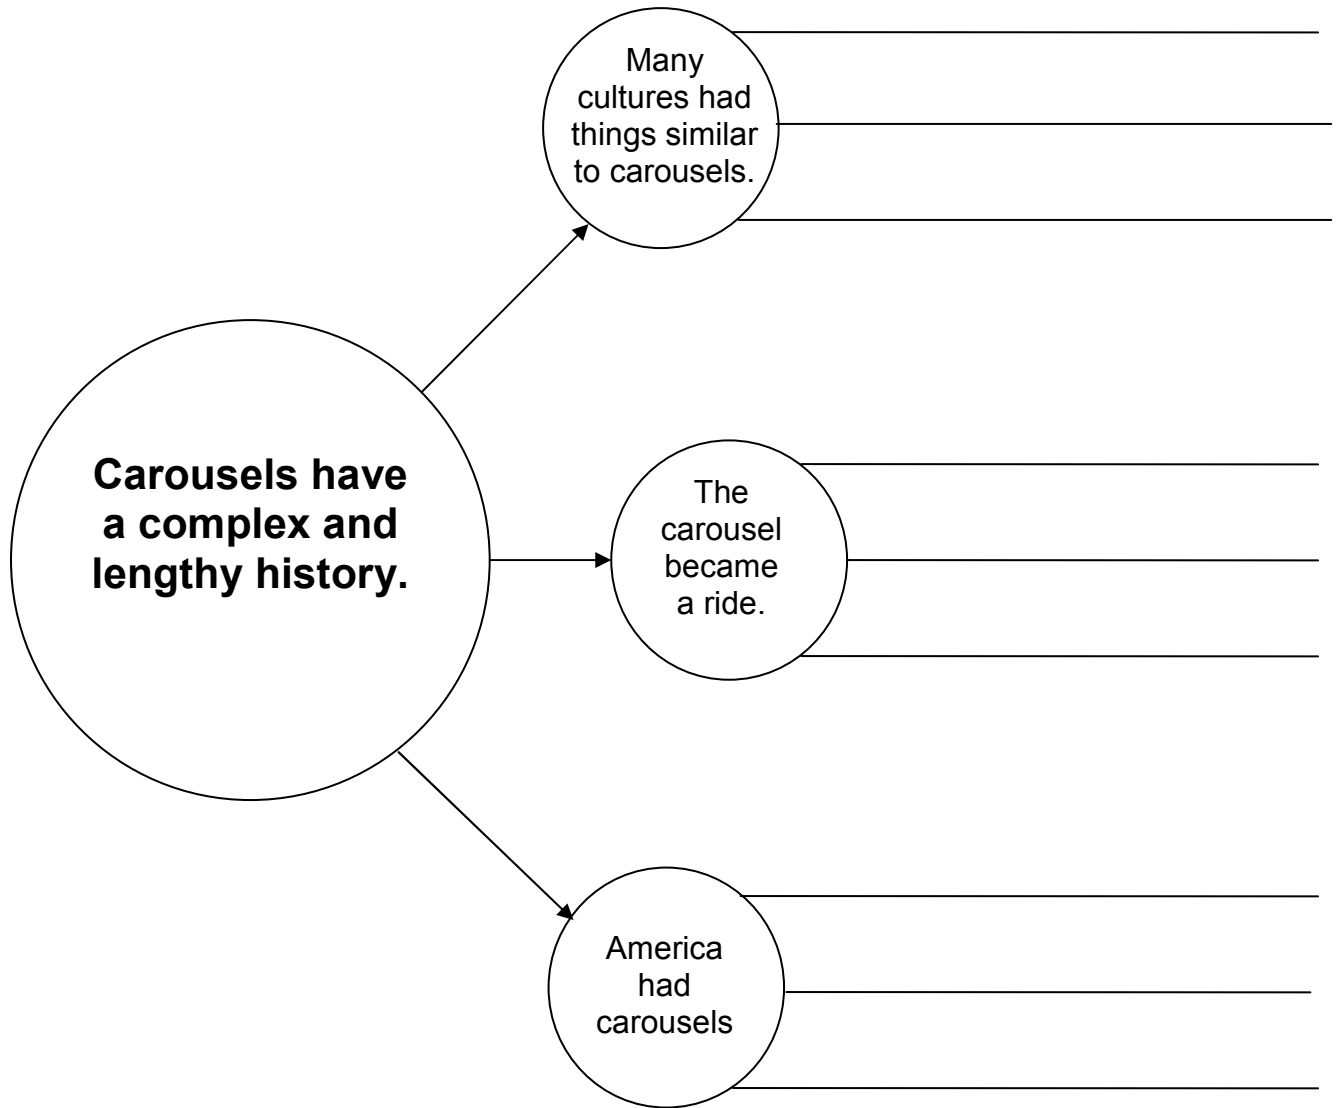 Many
cultures had
things similar
to carousels.
Carousels have
a complex and
lengthy history.
The
carousel
became
a ride.
America
had
carousels